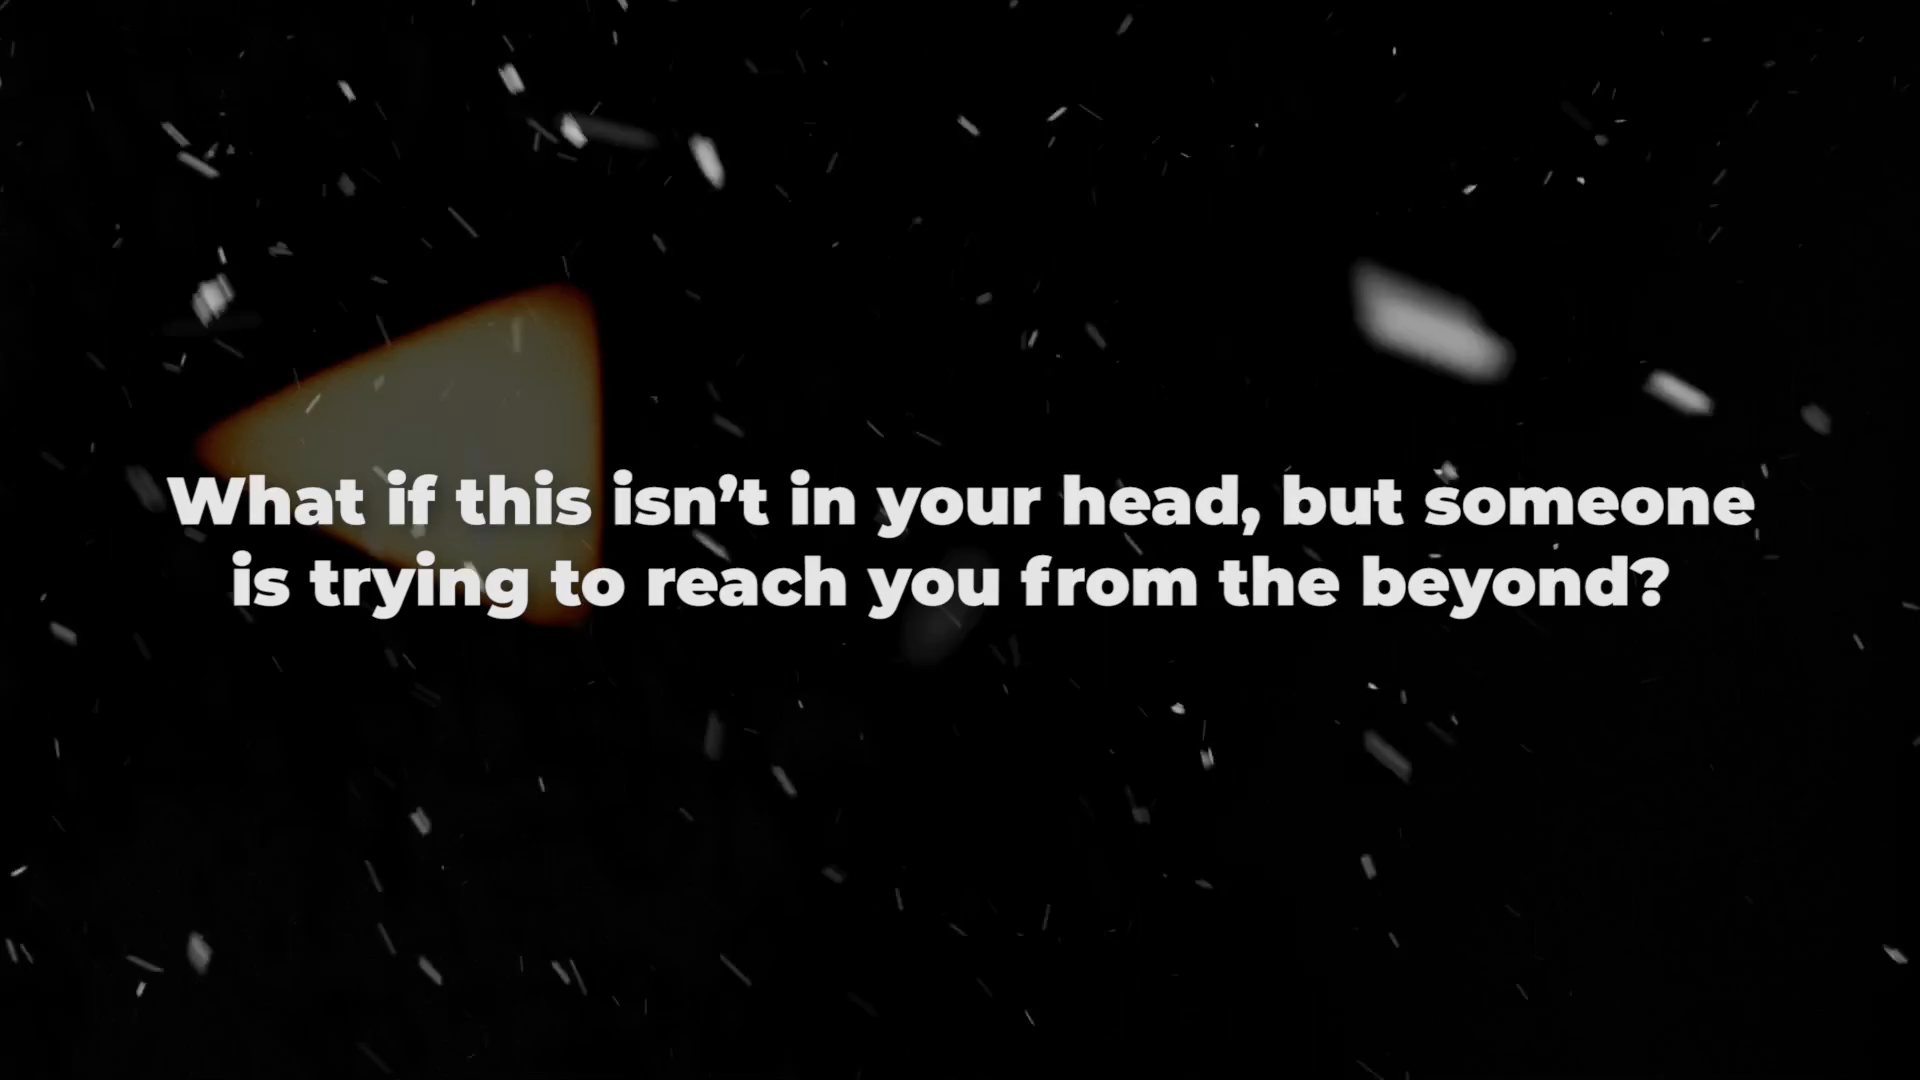 What if this isn’t in your head, but someone
is trying to reach you from the beyond?